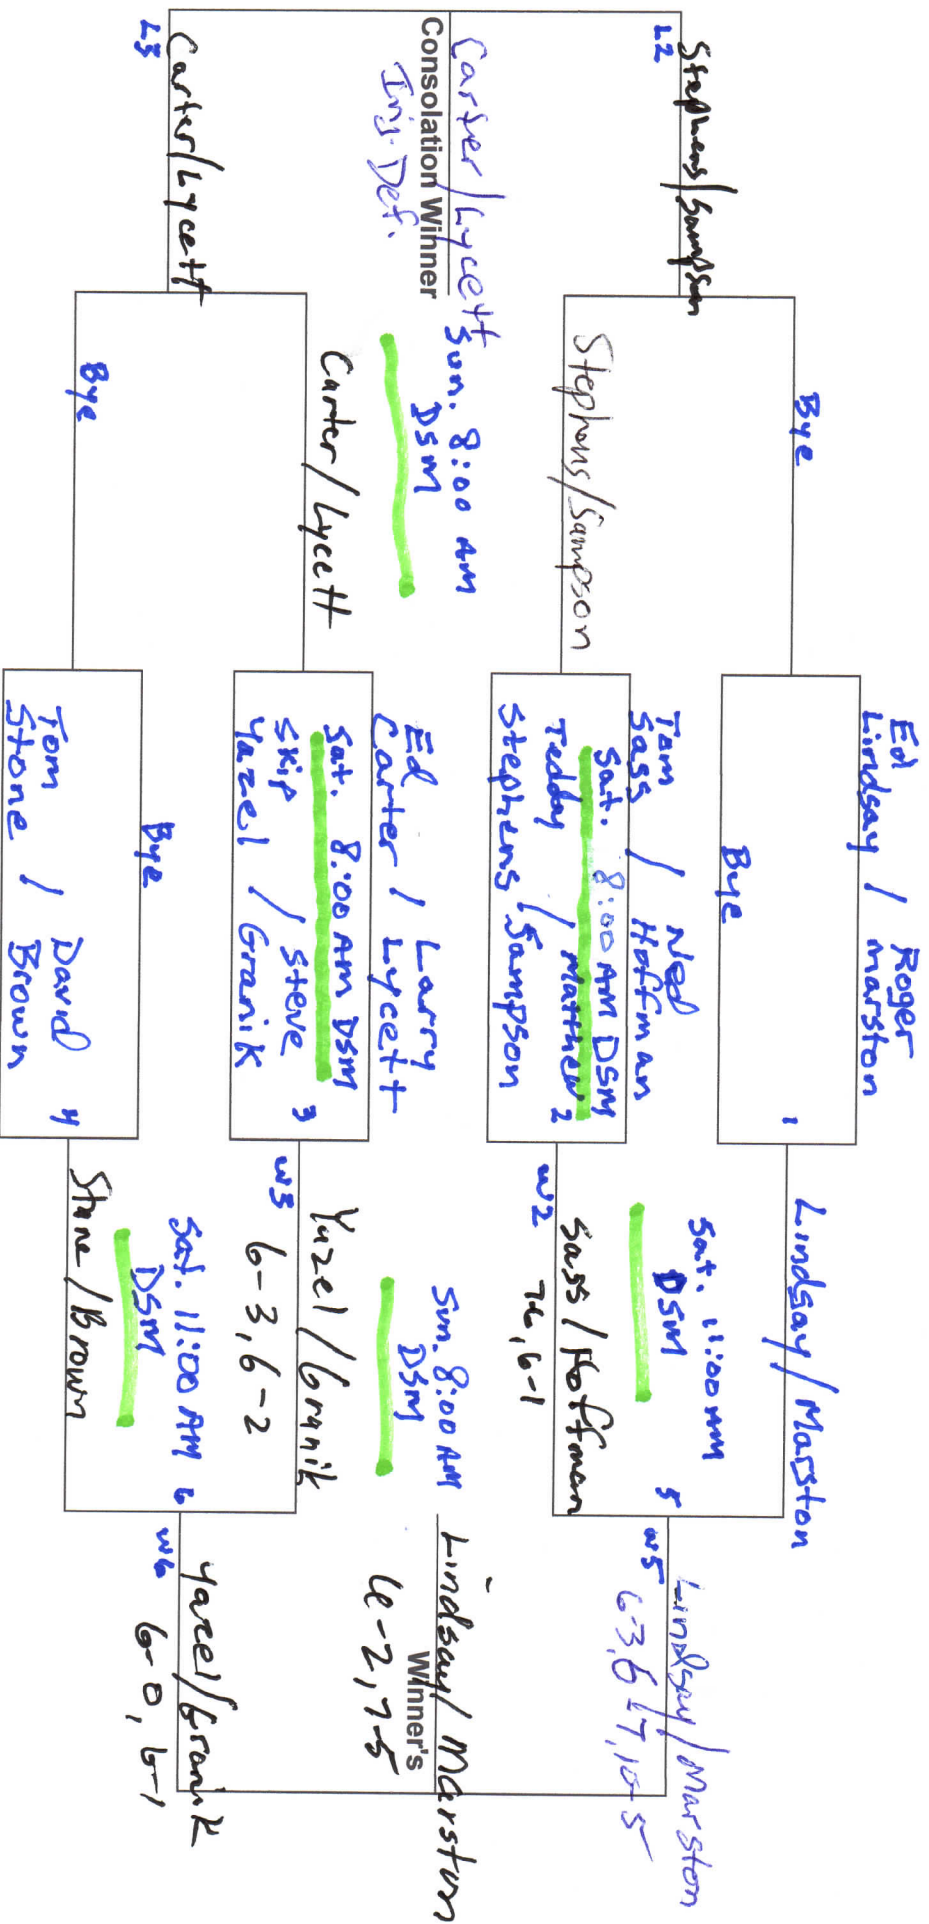 Ed Roger
Lindsay / Marston
1
Bye
Tom Ned
Sass / Hoffman
Sat. 8:00 AM DSM
Teddy Matthew 2
Stephens / Sampson
Ed Larry
Carter / Lycett
Sat. 8:00 AM DSM
3
Skip Steve
Yazel / Granik
Bye
Tom David
Stone / Brown
4
Lindsay / Marston
Sat. 11:00 AM
DSM
5
W2
Sass / Hoffman
76, 6-1
W3
Yazel / Granik
6-3, 6-2
Sat. 11:00 AM
DSM
6
Stone / Brown
W5
Lindsay / Marston
6-3, 6-7, 10-5
Sun. 8:00 AM
DSM
Lindsay / Marston
Winner's
6-2, 7-5
W6
Yazel / Granik
6-0, 6-1
Bye
Stephens / Sampson
Carter / Lycett
Bye
Sun. 8:00 AM
DSM
Stephens / Sampson
L2
Carter / Lycett
Consolation Winner
Inj. Def.
Carter / Lycett
L3